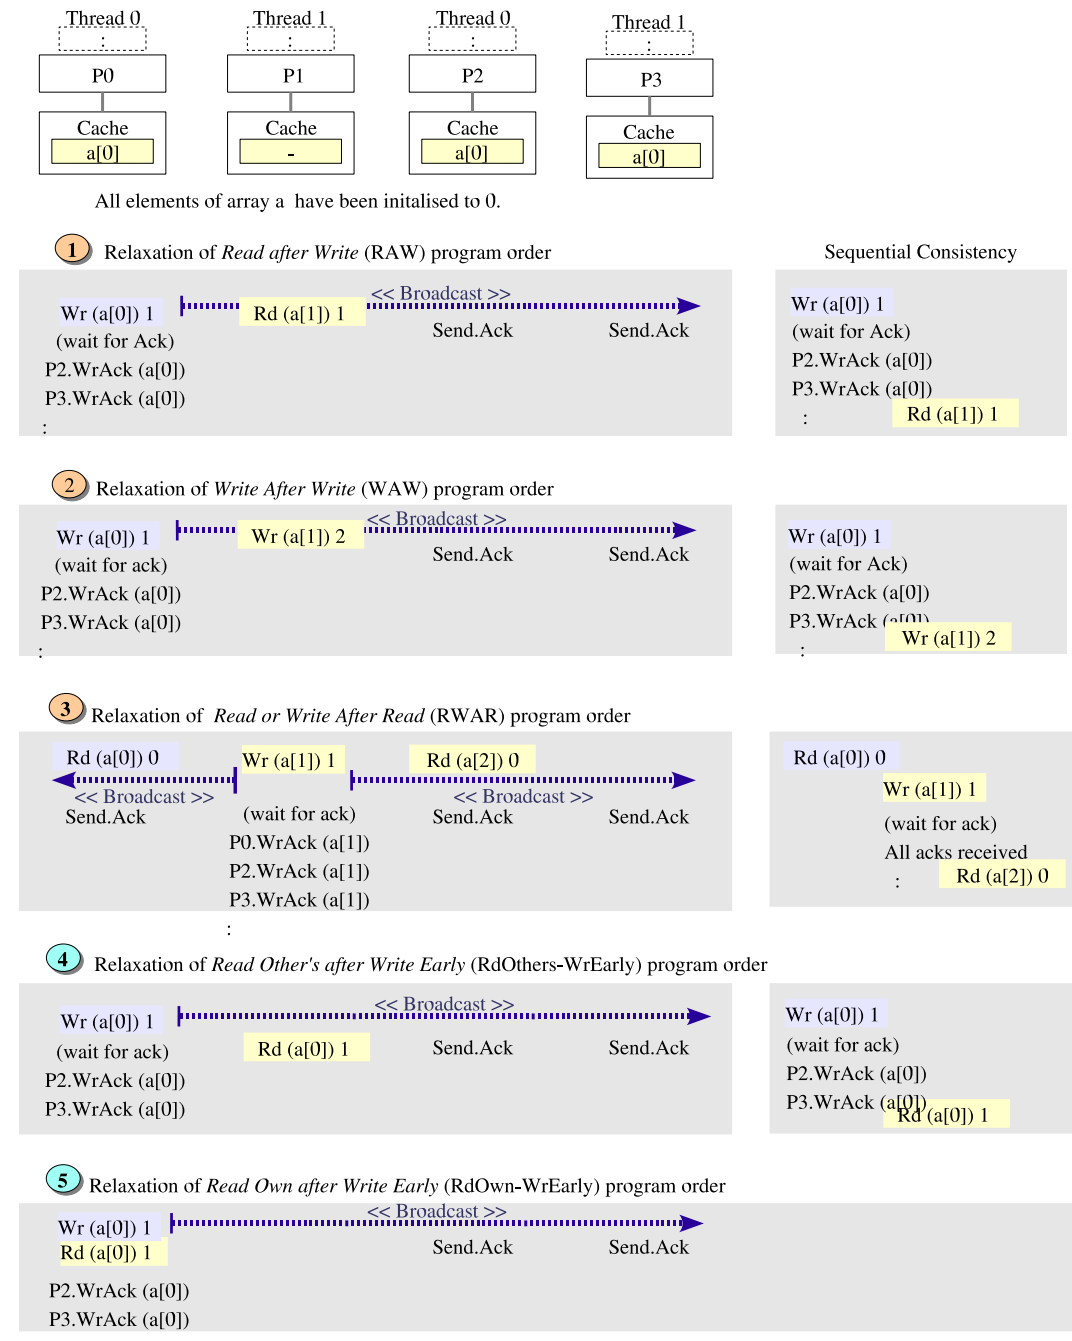 Thread 0 Thread 1 Thread 0 Thread 1
: : : :
P0 P1 P2 P3
Cache Cache Cache Cache
a[0] - a[0] a[0]
All elements of array a have been initalised to 0.
1 Relaxation of Read after Write (RAW) program order
Sequential Consistency
<< Broadcast >>
Wr (a[0]) 1 Rd (a[1]) 1
Send.Ack Send.Ack
(wait for Ack)
P2.WrAck (a[0])
P3.WrAck (a[0])
:
Wr (a[0]) 1
(wait for Ack)
P2.WrAck (a[0])
P3.WrAck (a[0])
: Rd (a[1]) 1
2 Relaxation of Write After Write (WAW) program order
<< Broadcast >>
Wr (a[0]) 1 Wr (a[1]) 2
Send.Ack Send.Ack
(wait for ack)
P2.WrAck (a[0])
P3.WrAck (a[0])
:
Wr (a[0]) 1
(wait for Ack)
P2.WrAck (a[0])
P3.WrAck (a[0])
Wr (a[1]) 2
:
3 Relaxation of Read or Write After Read (RWAR) program order
Rd (a[0]) 0 Wr (a[1]) 1 Rd (a[2]) 0
<< Broadcast >> << Broadcast >>
Send.Ack (wait for ack) Send.Ack Send.Ack
P0.WrAck (a[1])
P2.WrAck (a[1])
P3.WrAck (a[1])
:
Rd (a[0]) 0
Wr (a[1]) 1
(wait for ack)
All acks received
: Rd (a[2]) 0
4 Relaxation of Read Other's after Write Early (RdOthers-WrEarly) program order
<< Broadcast >>
Wr (a[0]) 1
(wait for ack) Rd (a[0]) 1 Send.Ack Send.Ack
P2.WrAck (a[0])
P3.WrAck (a[0])
Wr (a[0]) 1
(wait for ack)
P2.WrAck (a[0])
P3.WrAck (a[0])
Rd (a[0]) 1
5 Relaxation of Read Own after Write Early (RdOwn-WrEarly) program order
<< Broadcast >>
Wr (a[0]) 1
Rd (a[0]) 1 Send.Ack Send.Ack
P2.WrAck (a[0])
P3.WrAck (a[0])